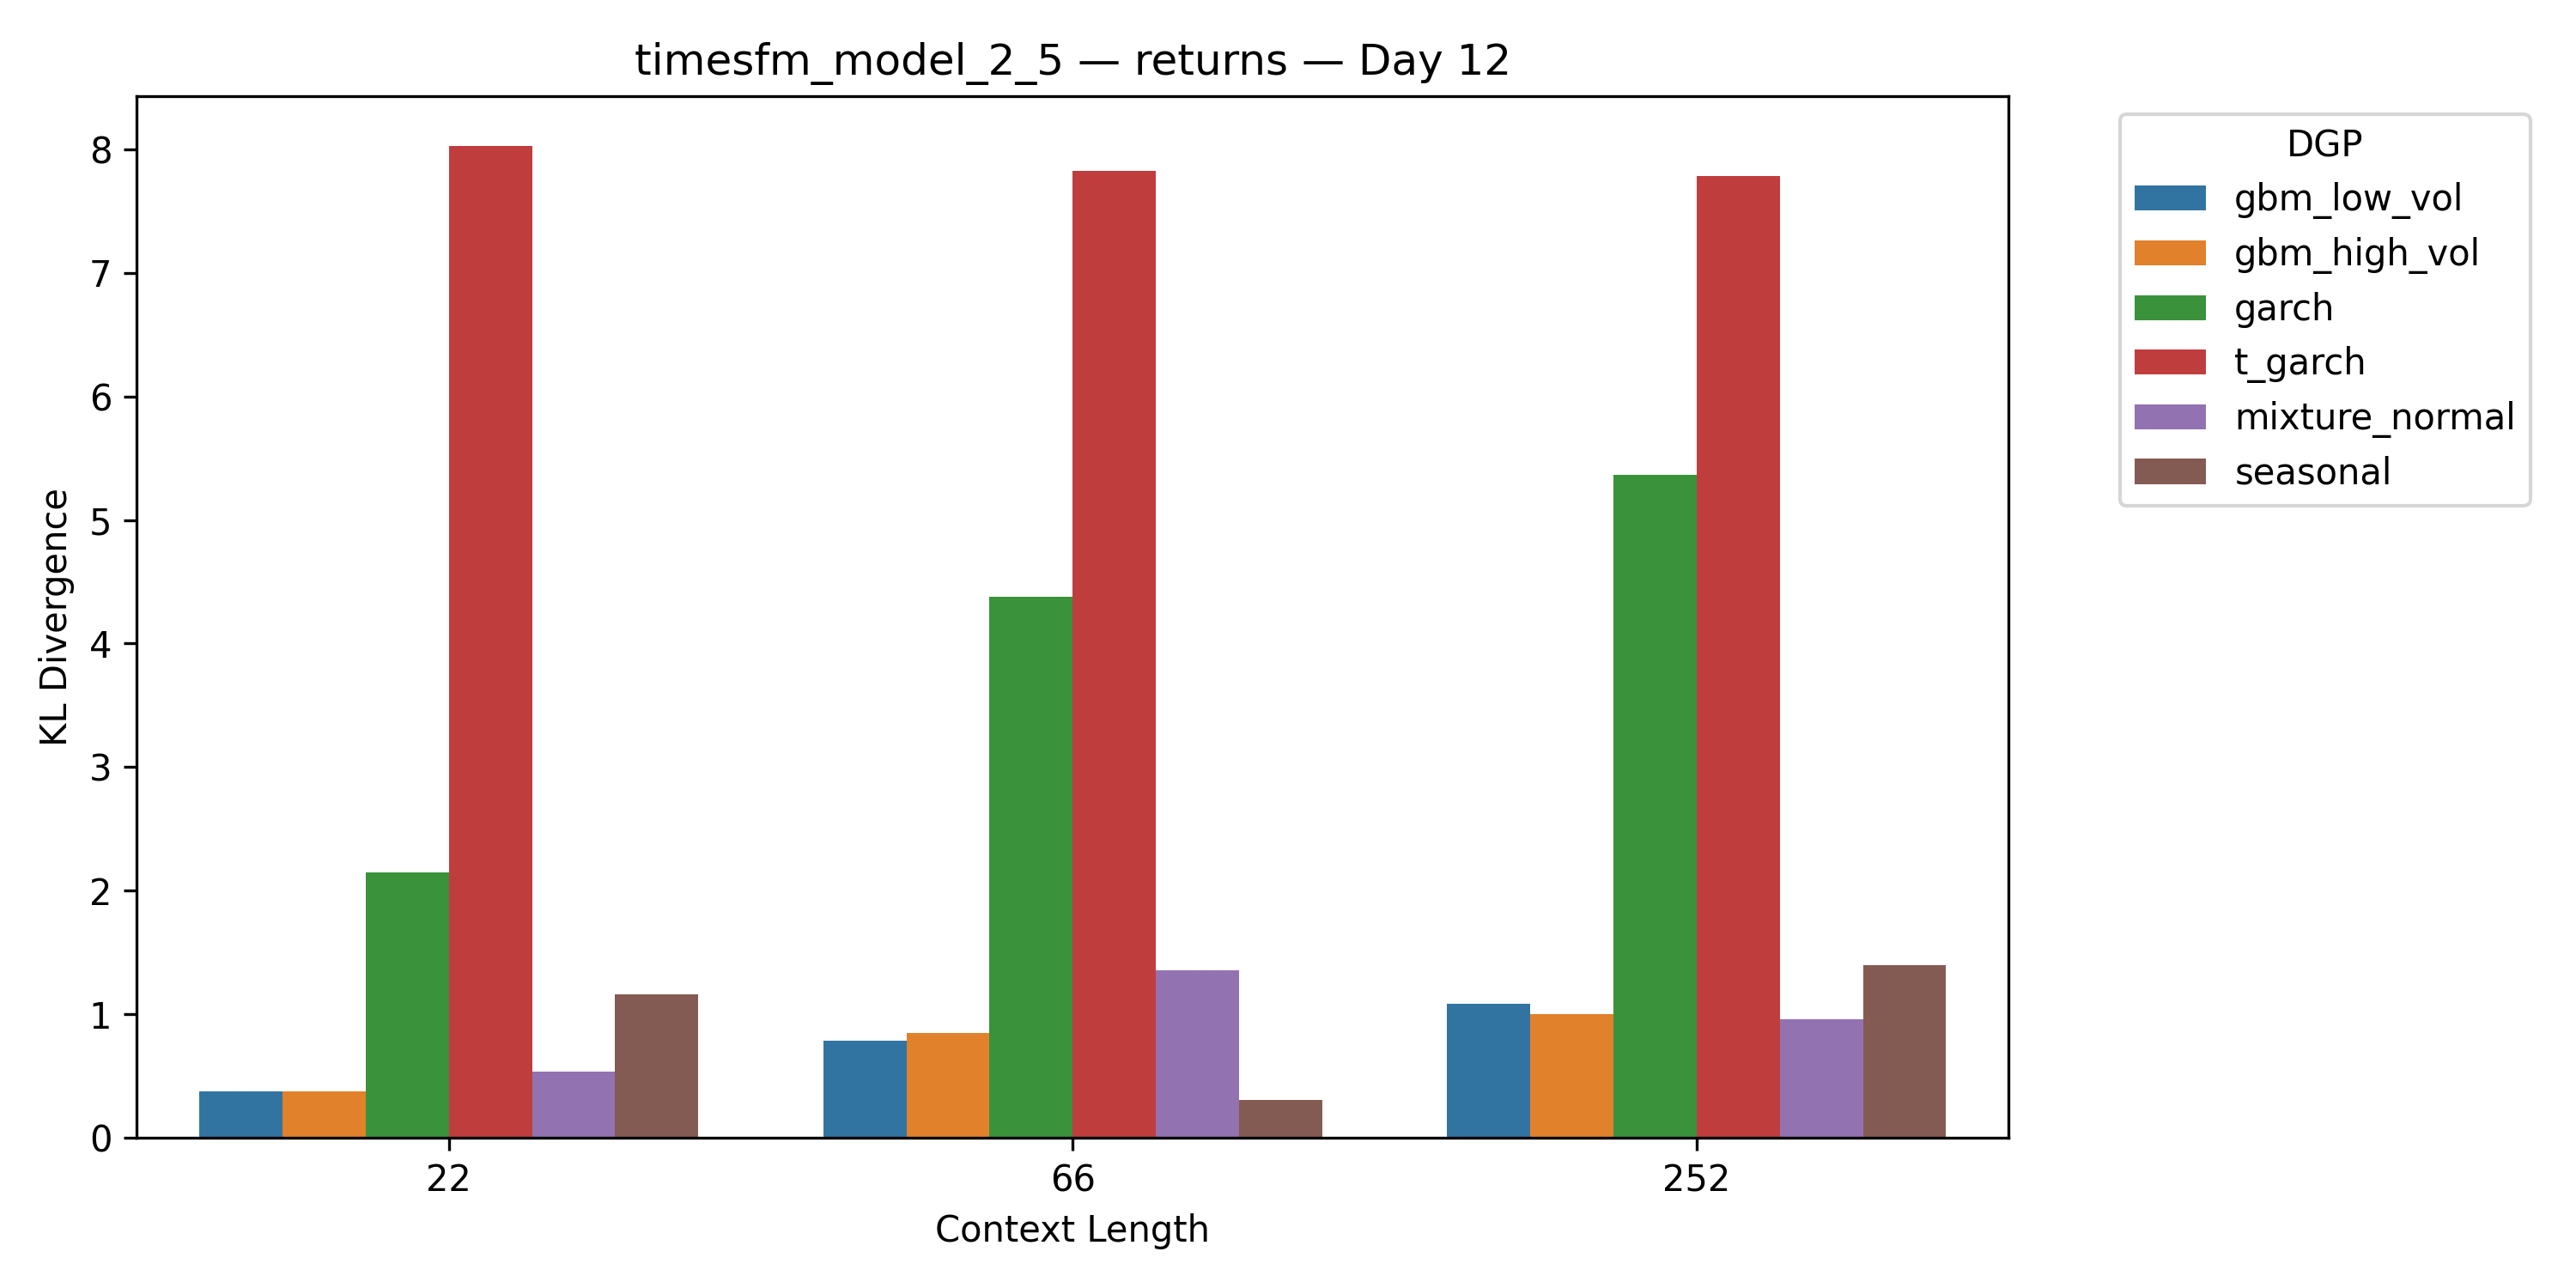 timesfm_model_2_5 — returns — Day 12
KL Divergence
8
7
6
5
4
3
2
1
0
22 66 252
Context Length
DGP
gbm_low_vol
gbm_high_vol
garch
t_garch
mixture_normal
seasonal